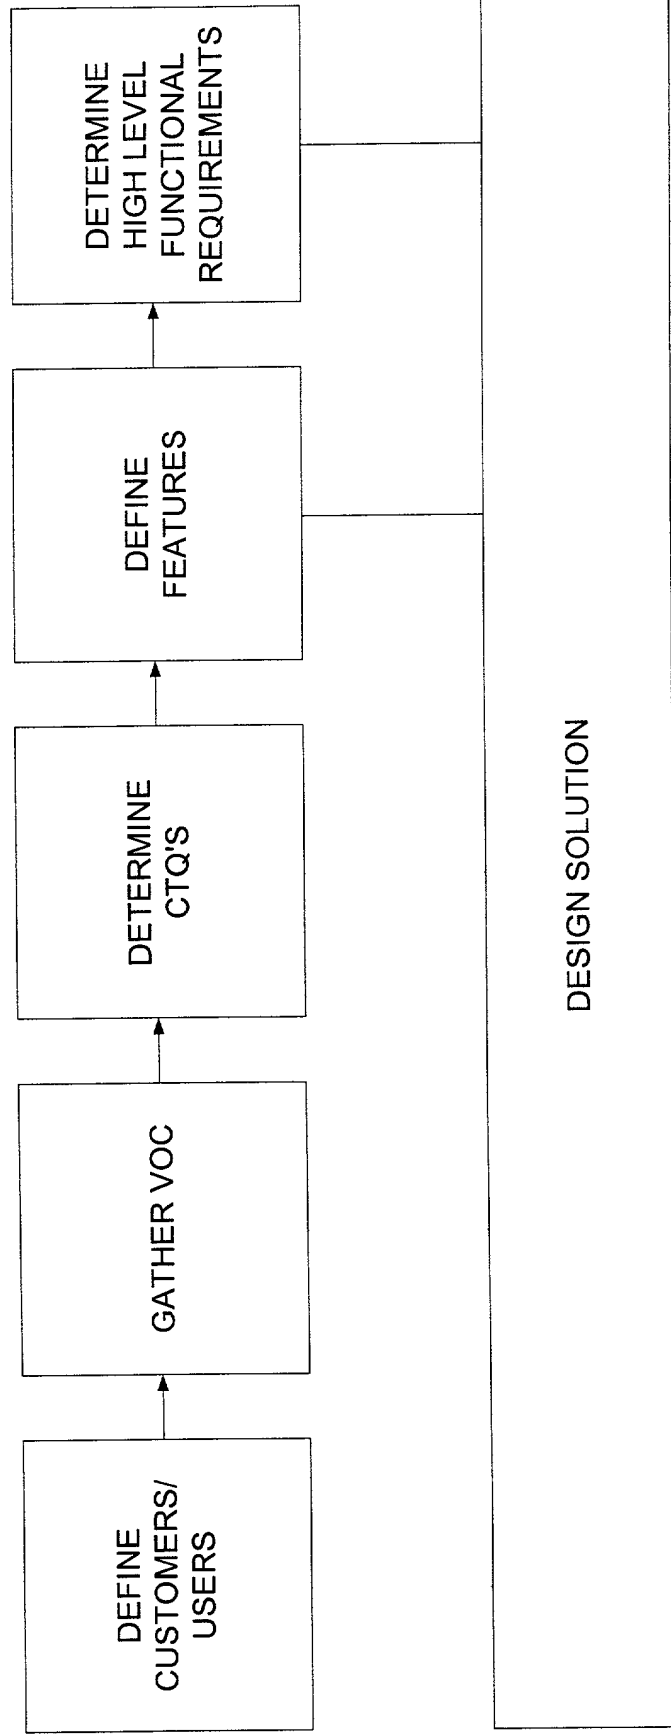 DEFINE
CUSTOMERS/
USERS
GATHER VOC
DETERMINE
CTQ'S
DEFINE
FEATURES
DETERMINE
HIGH LEVEL
FUNCTIONAL
REQUIREMENTS
DESIGN SOLUTION